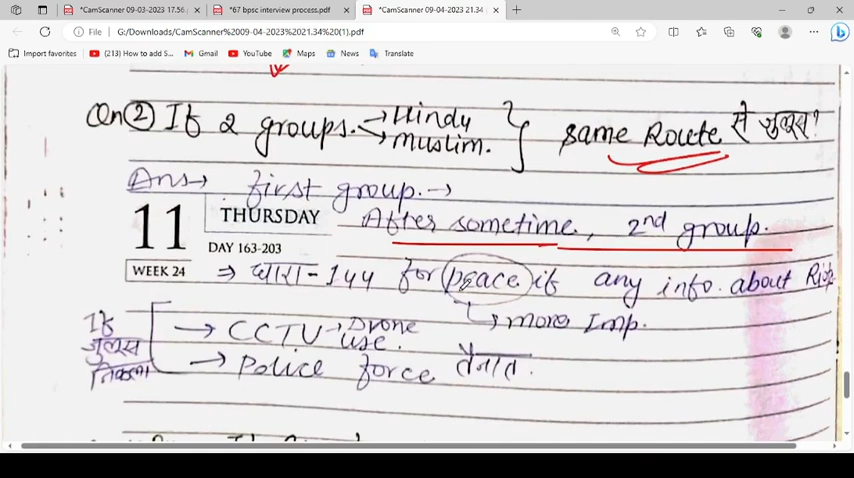 *CamScanner 09-03-2023 17.56.
*67 bpsc interview process.pdf
*CamScanner 09-04-2023 21.34
File
G:/Downloads/CamScanner%2009-04-2023%2021.34%20(1).pdf
Import favorites
(213) How to add S...
Gmail
YouTube
Maps
News
Translate
Qn② If 2 groups. → Hindu → Muslim. } Same Route से जुलूस?
Ans→ first group.→
11 THURSDAY After sometime, 2nd group.
DAY 163-203
WEEK 24
⇒ धारा-144 for peace if any info. about Riot
→ more Imp.
If जुलूस निकला
→ CCTV → Drone use.
→ Police force तैनात.